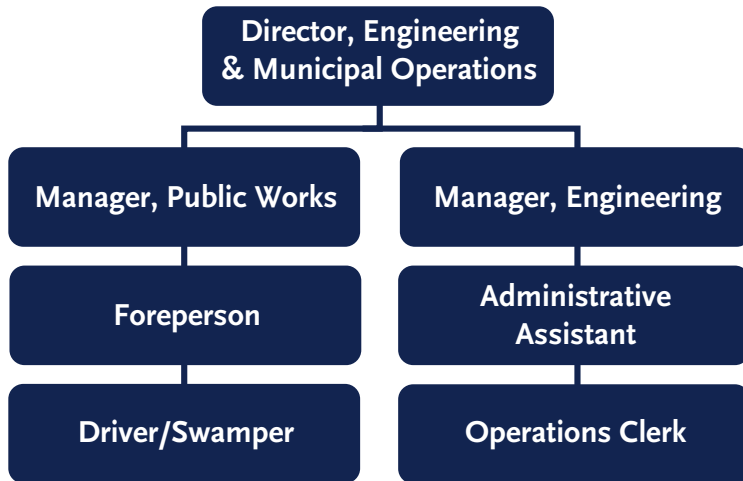 Director, Engineering
& Municipal Operations
Manager, Public Works
Manager, Engineering
Foreperson
Administrative
Assistant
Driver/Swamper
Operations Clerk